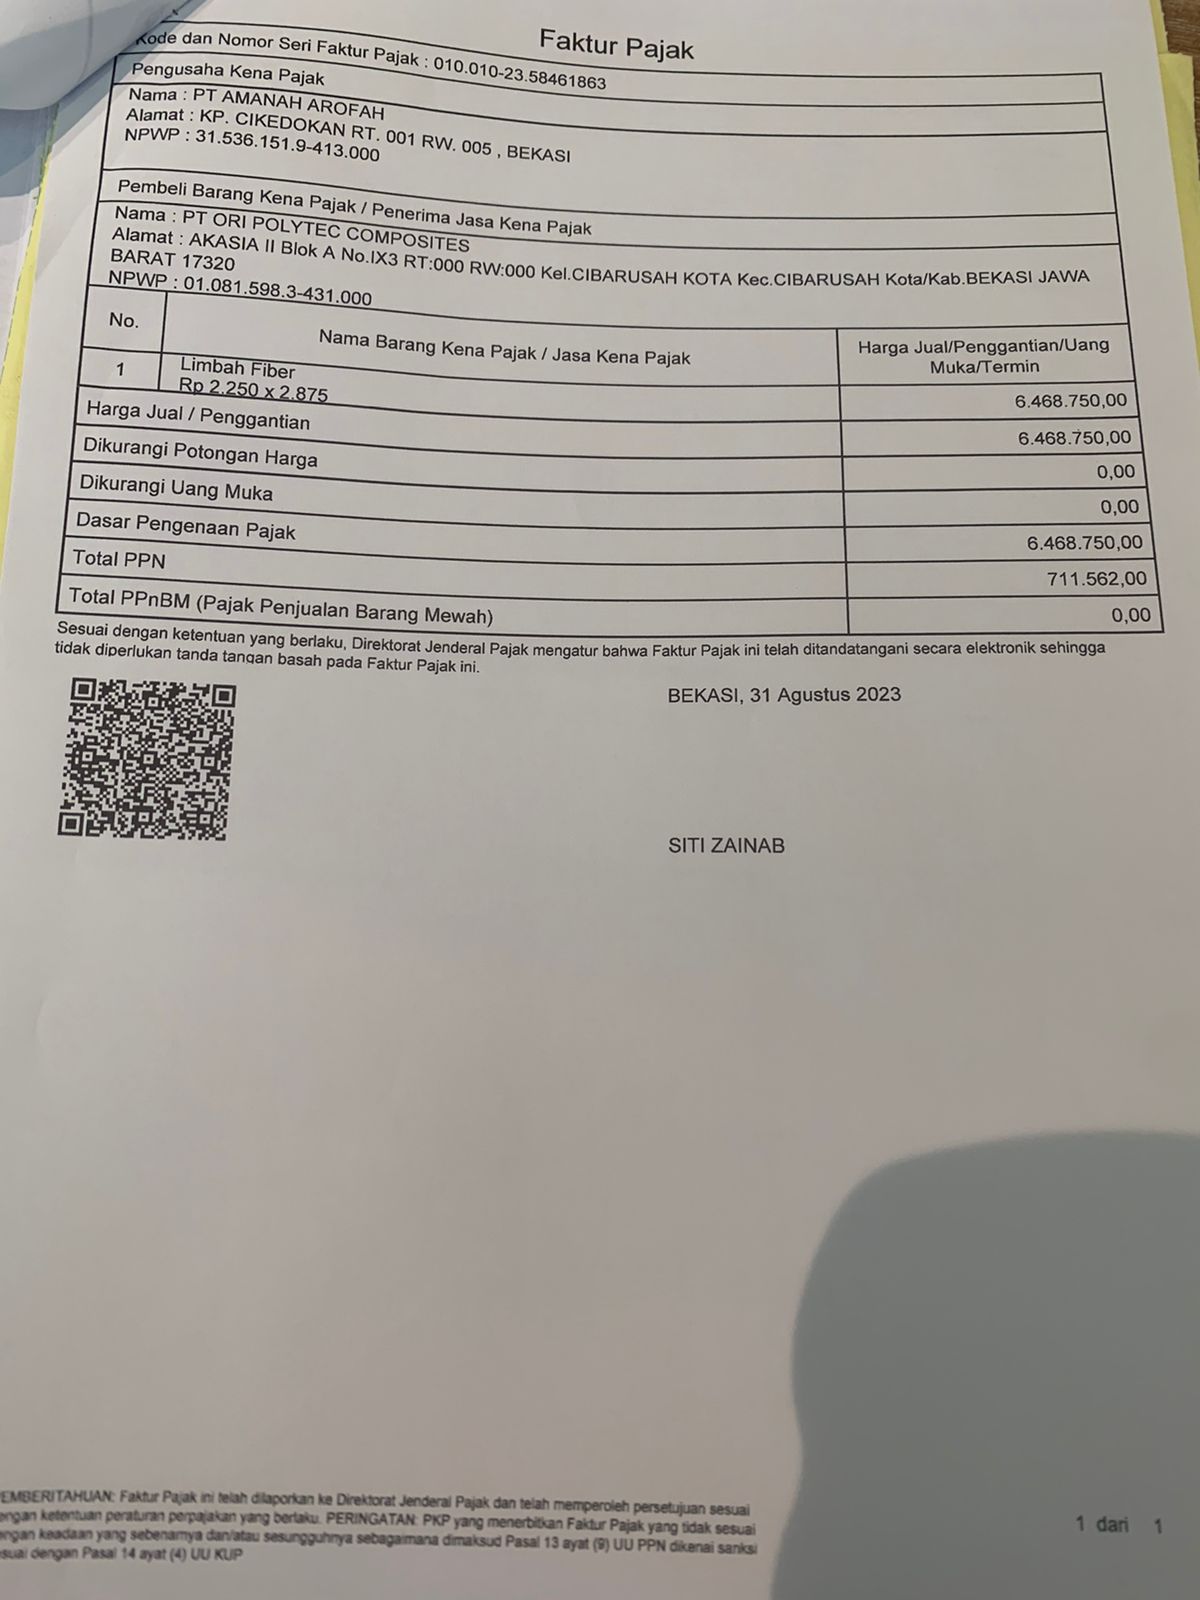 Faktur Pajak
Kode dan Nomor Seri Faktur Pajak : 010.010-23.58461863
Pengusaha Kena Pajak
Nama : PT AMANAH AROFAH
Alamat : KP. CIKEDOKAN RT. 001 RW. 005 , BEKASI
NPWP : 31.536.151.9-413.000
Pembeli Barang Kena Pajak / Penerima Jasa Kena Pajak
Nama : PT ORI POLYTEC COMPOSITES
Alamat : AKASIA II Blok A No.IX3 RT:000 RW:000 Kel.CIBARUSAH KOTA Kec.CIBARUSAH Kota/Kab.BEKASI JAWA
BARAT 17320
NPWP : 01.081.598.3-431.000
No. Nama Barang Kena Pajak / Jasa Kena Pajak Harga Jual/Penggantian/Uang
Muka/Termin
1 Limbah Fiber
Rp 2.250 x 2.875 6.468.750,00
Harga Jual / Penggantian 6.468.750,00
Dikurangi Potongan Harga 0,00
Dikurangi Uang Muka 0,00
Dasar Pengenaan Pajak 6.468.750,00
Total PPN 711.562,00
Total PPnBM (Pajak Penjualan Barang Mewah) 0,00
Sesuai dengan ketentuan yang berlaku, Direktorat Jenderal Pajak mengatur bahwa Faktur Pajak ini telah ditandatangani secara elektronik sehingga
tidak diperlukan tanda tangan basah pada Faktur Pajak ini.
BEKASI, 31 Agustus 2023
SITI ZAINAB
EMBERITAHUAN: Faktur Pajak ini telah dilaporkan ke Direktorat Jenderal Pajak dan telah memperoleh persetujuan sesuai
engan ketentuan peraturan perpajakan yang berlaku. PERINGATAN: PKP yang menerbitkan Faktur Pajak yang tidak sesuai
engan keadaan yang sebenarnya dan/atau sesungguhnya sebagaimana dimaksud Pasal 13 ayat (9) UU PPN dikenai sanksi
suai dengan Pasal 14 ayat (4) UU KUP
1 dari 1